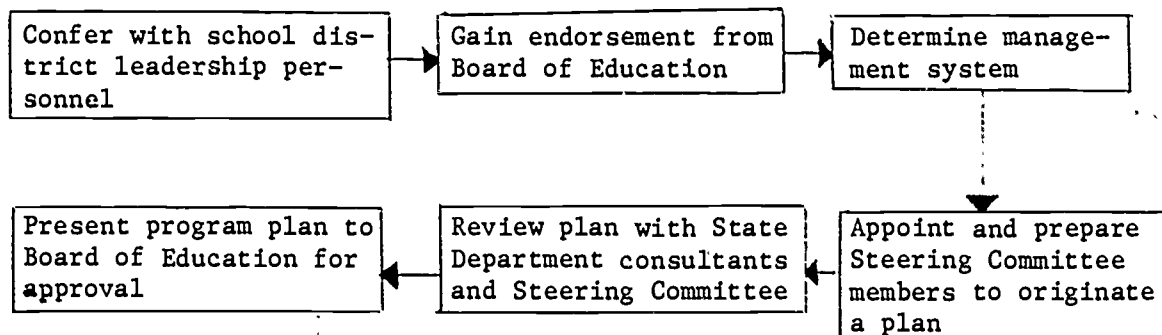 Confer with school dis-
trict leadership per-
sonnel
Gain endorsement from
Board of Education
Determine manage-
ment system
Appoint and prepare
Steering Committee
members to originate
a plan
Review plan with State
Department consultants
and Steering Committee
Present program plan to
Board of Education for
approval